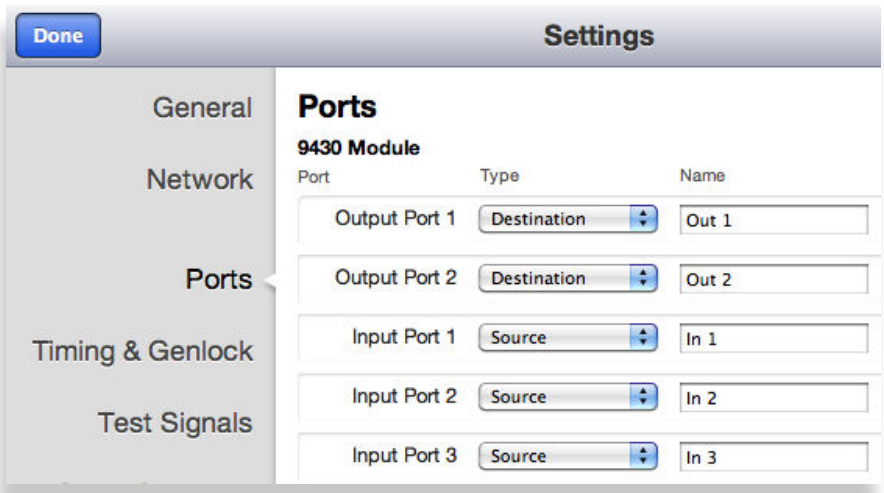 Done
Settings
General
Network
Ports
Timing & Genlock
Test Signals
Ports
9430 Module
Port Type Name
Output Port 1 Destination Out 1
Output Port 2 Destination Out 2
Input Port 1 Source In 1
Input Port 2 Source In 2
Input Port 3 Source In 3